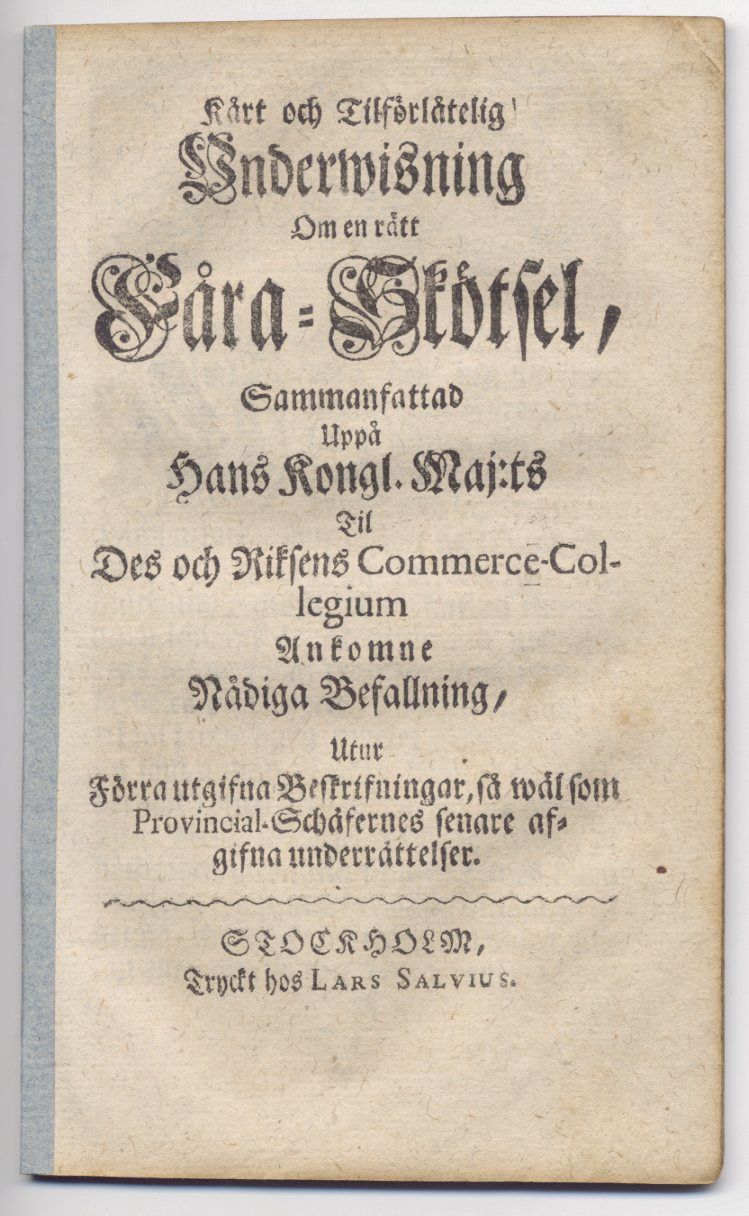 Kårt och Tilförlåtelig
Underwisning
Om en rätt
Fåra-Skötsel,
Sammanfattad
Uppå
Hans Kongl. Maj:ts
Til
Des och Riksens Commerce-Col-
legium
Ankomne
Nådiga Befallning,
Utur
Förra utgifna Beskrifningar, så wäl som
Provincial-Schäfernes senare af-
gifna underrättelser.
STOCKHOLM,
Tryckt hos LARS SALVIUS.